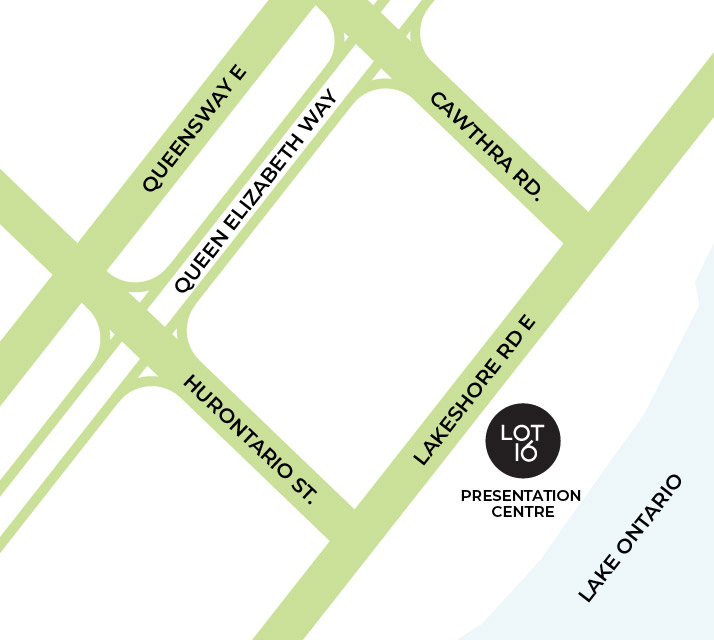 QUEENSWAY E
QUEEN ELIZABETH WAY
CAWTHRA RD.
HURONTARIO ST.
LAKESHORE RD E
LOT
16
PRESENTATION
CENTRE
LAKE ONTARIO